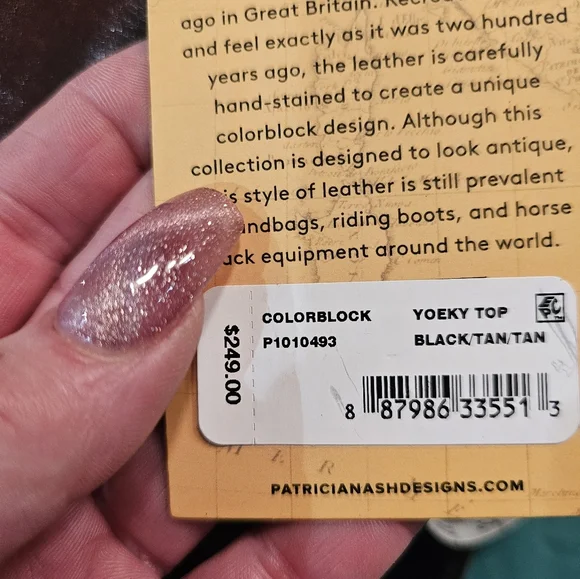 ago in Great Britain.
and feel exactly as it was two hundred
years ago, the leather is carefully
hand-stained to create a unique
colorblock design. Although this
collection is designed to look antique,
is style of leather is still prevalent
ndbags, riding boots, and horse
ack equipment around the world.
COLORBLOCK YOEKY TOP
P1010493 BLACK/TAN/TAN
$249.00
8 87986 33551 3
PATRICIANASHDESIGNS.COM